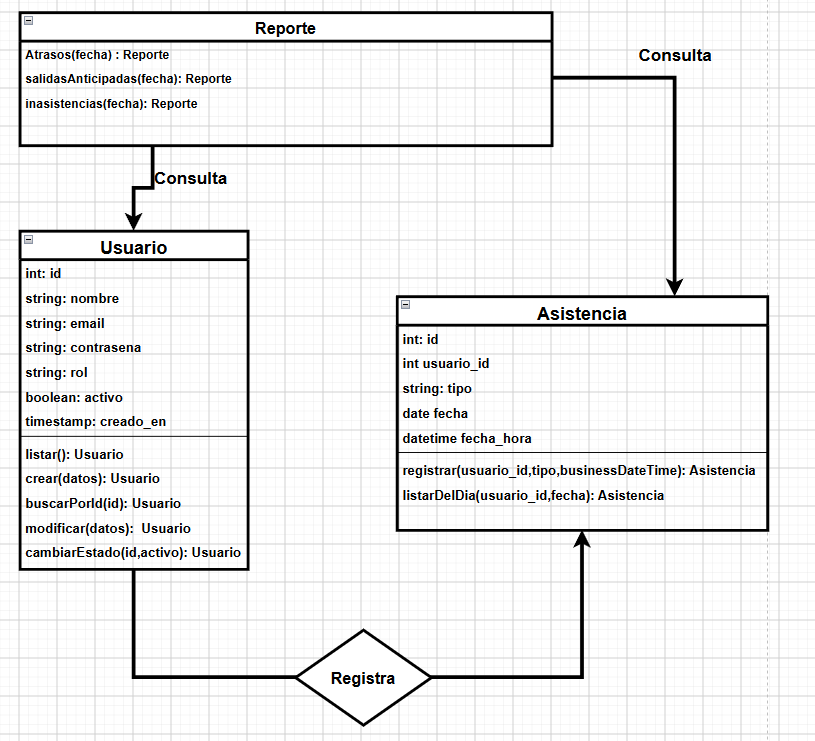 Reporte
Atrasos(fecha) : Reporte
salidasAnticipadas(fecha): Reporte
inasistencias(fecha): Reporte
Consulta
Consulta
Usuario
int: id
string: nombre
string: email
string: contrasena
string: rol
boolean: activo
timestamp: creado_en
listar(): Usuario
crear(datos): Usuario
buscarPorId(id): Usuario
modificar(datos):  Usuario
cambiarEstado(id,activo): Usuario
Asistencia
int: id
int usuario_id
string: tipo
date fecha
datetime fecha_hora
registrar(usuario_id,tipo,businessDateTime): Asistencia
listarDelDia(usuario_id,fecha): Asistencia
Registra